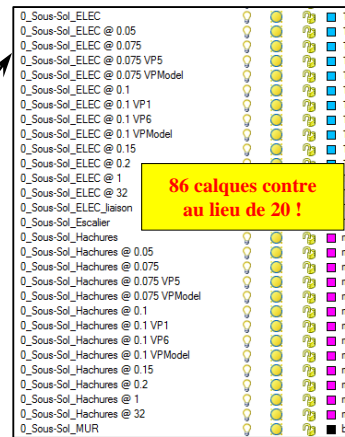 0_Sous-Sol_ELEC
0_Sous-Sol_ELEC @ 0.05
0_Sous-Sol_ELEC @ 0.075
0_Sous-Sol_ELEC @ 0.075 VP5
0_Sous-Sol_ELEC @ 0.075 VPModel
0_Sous-Sol_ELEC @ 0.1
0_Sous-Sol_ELEC @ 0.1 VP1
0_Sous-Sol_ELEC @ 0.1 VP6
0_Sous-Sol_ELEC @ 0.1 VPModel
0_Sous-Sol_ELEC @ 0.15
0_Sous-Sol_ELEC @ 0.2
0_Sous-Sol_ELEC @ 1
0_Sous-Sol_ELEC @ 32
0_Sous-Sol_ELEC_liaison
0_Sous-Sol_Escalier
86 calques contre
au lieu de 20 !
0_Sous-Sol_Hachures
0_Sous-Sol_Hachures @ 0.05
0_Sous-Sol_Hachures @ 0.075
0_Sous-Sol_Hachures @ 0.075 VP5
0_Sous-Sol_Hachures @ 0.075 VPModel
0_Sous-Sol_Hachures @ 0.1
0_Sous-Sol_Hachures @ 0.1 VP1
0_Sous-Sol_Hachures @ 0.1 VP6
0_Sous-Sol_Hachures @ 0.1 VPModel
0_Sous-Sol_Hachures @ 0.15
0_Sous-Sol_Hachures @ 0.2
0_Sous-Sol_Hachures @ 1
0_Sous-Sol_Hachures @ 32
0_Sous-Sol_MUR